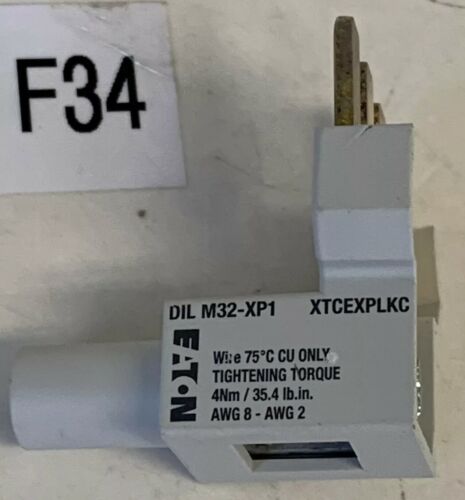 F34
DIL M32-XP1 XTCEXPLKC
EATON
Wire 75°C CU ONLY
TIGHTENING TORQUE
4Nm / 35.4 lb.in.
AWG 8 - AWG 2